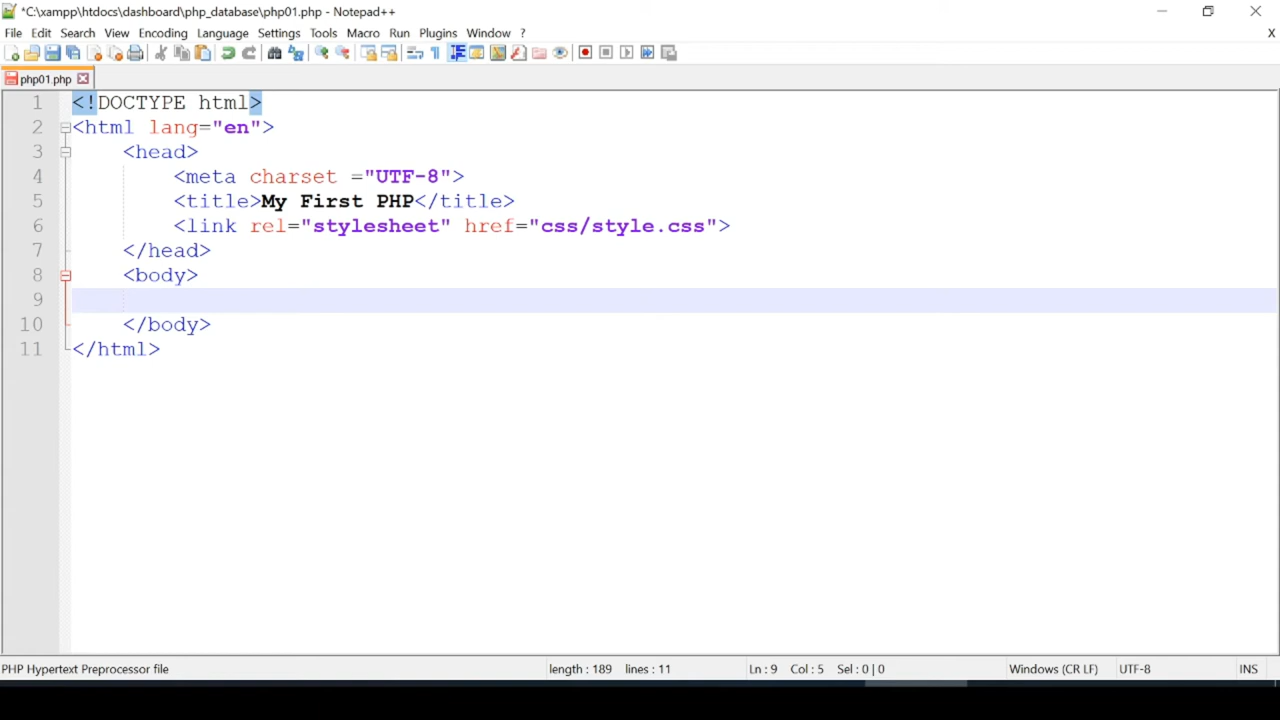 *C:\xampp\htdocs\dashboard\php_database\php01.php - Notepad++
File Edit Search View Encoding Language Settings Tools Macro Run Plugins Window ? X
php01.php
1 <!DOCTYPE html>
2 <html lang="en">
3 <head>
4 <meta charset ="UTF-8">
5 <title>My First PHP</title>
6 <link rel="stylesheet" href="css/style.css">
7 </head>
8 <body>
9
10 </body>
11 </html>
PHP Hypertext Preprocessor file length : 189 lines : 11 Ln : 9 Col : 5 Sel : 0 | 0 Windows (CR LF) UTF-8 INS